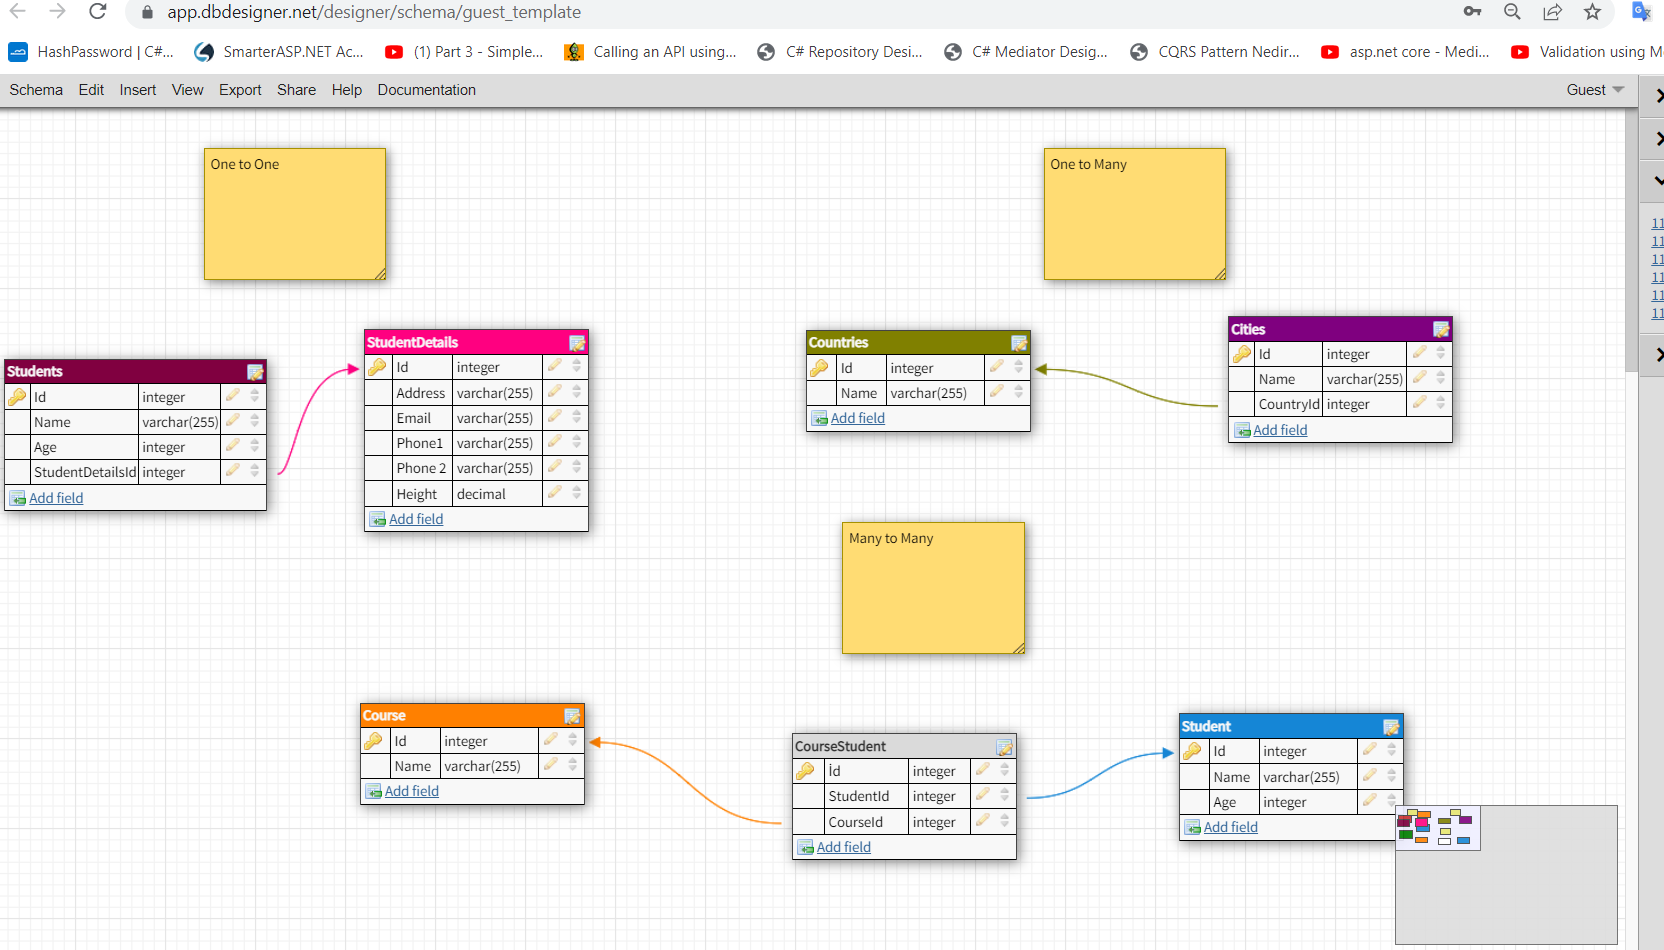 app.dbdesigner.net/designer/schema/guest_template
HashPassword | C#...
SmarterASP.NET Ac...
(1) Part 3 - Simple...
Calling an API using...
C# Repository Desi...
C# Mediator Desig...
CQRS Pattern Nedir...
asp.net core - Medi...
Validation using M
Schema Edit Insert View Export Share Help Documentation
Guest
One to One
One to Many
StudentDetails
Id integer
Address varchar(255)
Email varchar(255)
Phone1 varchar(255)
Phone 2 varchar(255)
Height decimal
Add field
Students
Id integer
Name varchar(255)
Age integer
StudentDetailsId integer
Add field
Countries
Id integer
Name varchar(255)
Add field
Cities
Id integer
Name varchar(255)
CountryId integer
Add field
11
11
11
11
11
11
Many to Many
Course
Id integer
Name varchar(255)
Add field
CourseStudent
İd integer
StudentId integer
CourseId integer
Add field
Student
Id integer
Name varchar(255)
Age integer
Add field